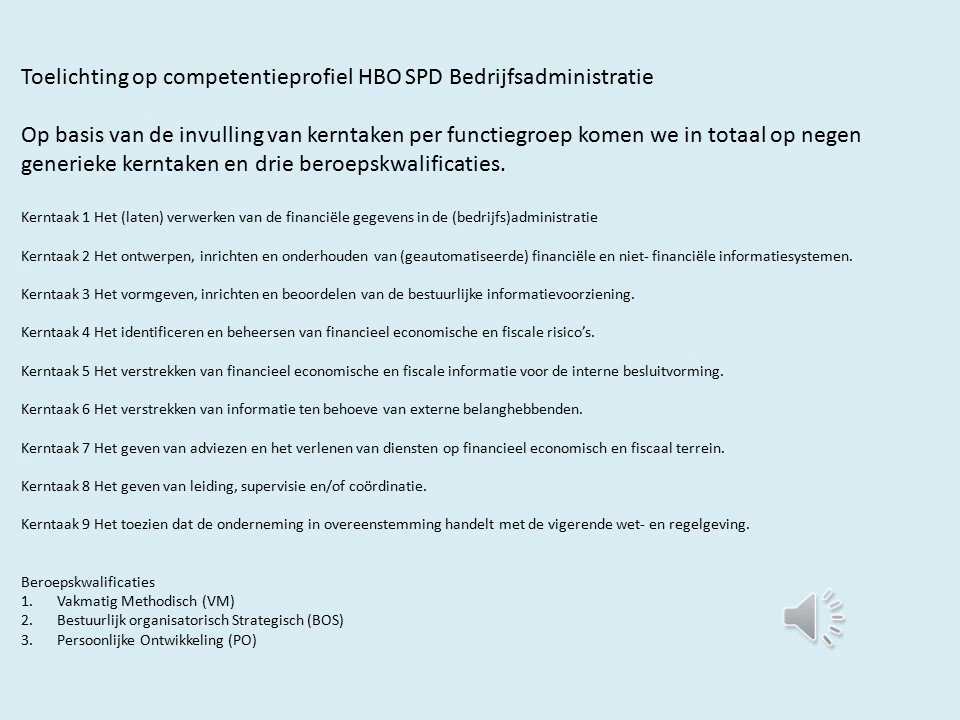 Toelichting op competentieprofiel HBO SPD Bedrijfsadministratie
Op basis van de invulling van kerntaken per functiegroep komen we in totaal op negen
generieke kerntaken en drie beroepskwalificaties.
Kerntaak 1 Het (laten) verwerken van de financiële gegevens in de (bedrijfs)administratie
Kerntaak 2 Het ontwerpen, inrichten en onderhouden van (geautomatiseerde) financiële en niet- financiële informatiesystemen.
Kerntaak 3 Het vormgeven, inrichten en beoordelen van de bestuurlijke informatievoorziening.
Kerntaak 4 Het identificeren en beheersen van financieel economische en fiscale risico’s.
Kerntaak 5 Het verstrekken van financieel economische en fiscale informatie voor de interne besluitvorming.
Kerntaak 6 Het verstrekken van informatie ten behoeve van externe belanghebbenden.
Kerntaak 7 Het geven van adviezen en het verlenen van diensten op financieel economisch en fiscaal terrein.
Kerntaak 8 Het geven van leiding, supervisie en/of coördinatie.
Kerntaak 9 Het toezien dat de onderneming in overeenstemming handelt met de vigerende wet- en regelgeving.
Beroepskwalificaties
1. Vakmatig Methodisch (VM)
2. Bestuurlijk organisatorisch Strategisch (BOS)
3. Persoonlijke Ontwikkeling (PO)